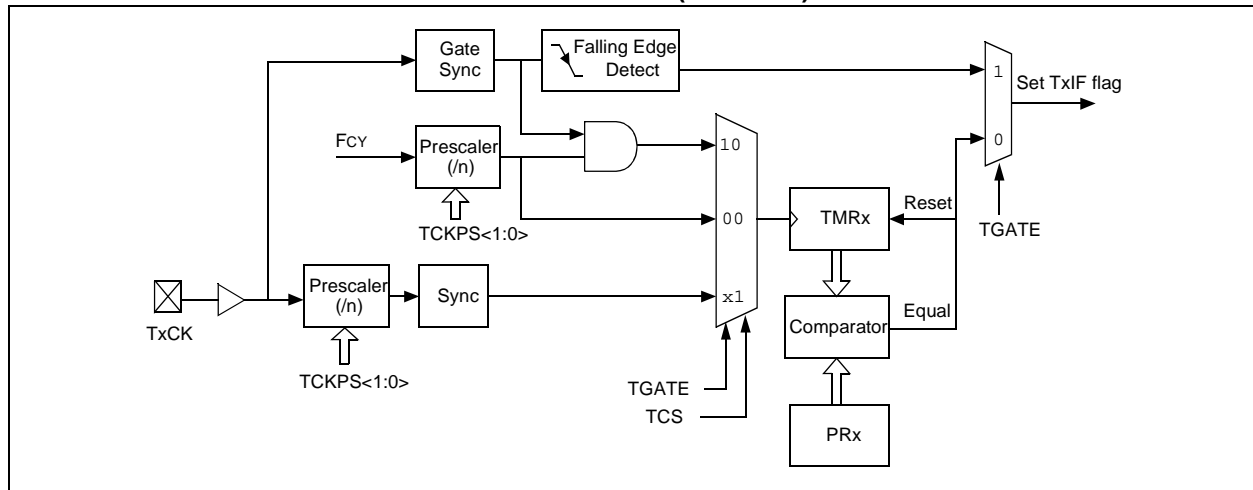 Gate
Sync
Falling Edge
Detect
1
Set TxIF flag
0
FCY
Prescaler
(/n)
10
TCKPS<1:0>
00
TMRx
Reset
TGATE
Prescaler
(/n)
Sync
x1
TxCK
Comparator
Equal
TCKPS<1:0>
TGATE
TCS
PRx